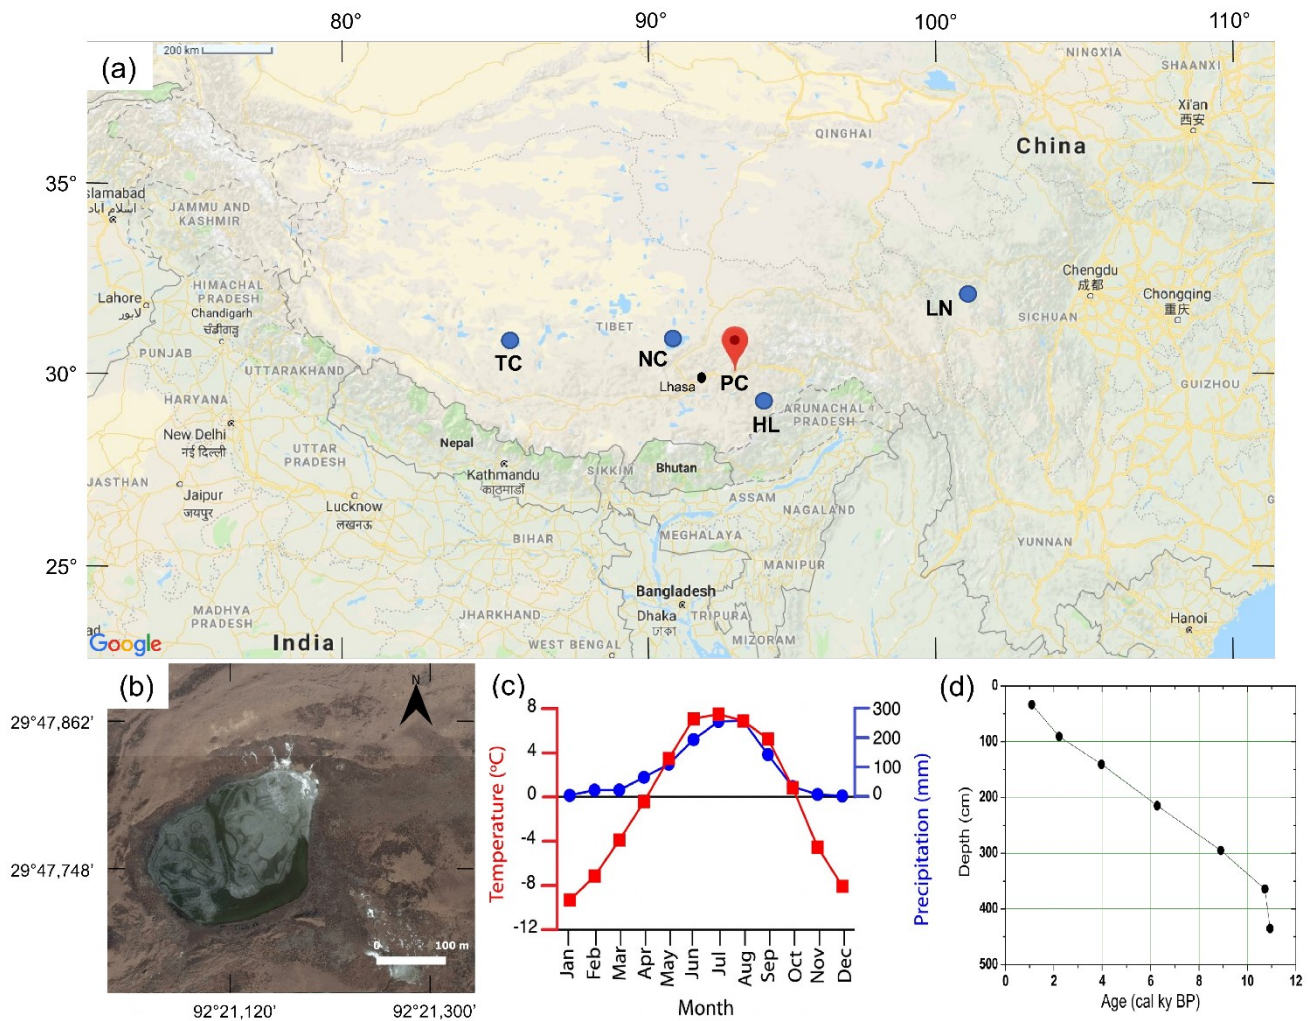 80°
90°
100°
110°
(a)
200 km
NINGXIA
SHAANXI
Xi'an
西安
QINGHAI
China
35°
slamabad
اسلام آباد
JAMMU AND
KASHMIR
Chengdu
成都
HIMACHAL
PRADESH
Lahore
لاہور
Chandigarh
चंडीगढ़
LN
Chongqing
重庆
SICHUAN
TIBET
PUNJAB
TC
NC
UTTARAKHAND
30°
Lhasa
PC
GUIZHOU
HARYANA
HL
ARUNACHAL
PRADESH
New Delhi
नई दिल्ली
Nepal
UTTAR
PRADESH
Kathmandu
काठमाडौं
SIKKIM
Bhutan
JASTHAN
Jaipur
जयपुर
Lucknow
लखनऊ
ASSAM
NAGALAND
G
BIHAR
MEGHALAYA
YUNNAN
25°
MANIPUR
Bangladesh
MADHYA
PRADESH
JHARKHAND
Dhaka
ঢাকা
TRIPURA
Hanoi
ad
Google
India
WEST BENGAL
MIZORAM
(b)
N
29°47,862'
29°47,748'
0
100 m
92°21,120'
92°21,300'
(c)
Temperature (°C)
8
4
0
-4
-8
-12
300
200
100
0
Precipitation (mm)
Jan
Feb
Mar
Apr
May
Jun
Jul
Aug
Sep
Oct
Nov
Dec
Month
(d)
Depth (cm)
0
100
200
300
400
500
0
2
4
6
8
10
12
Age (cal ky BP)